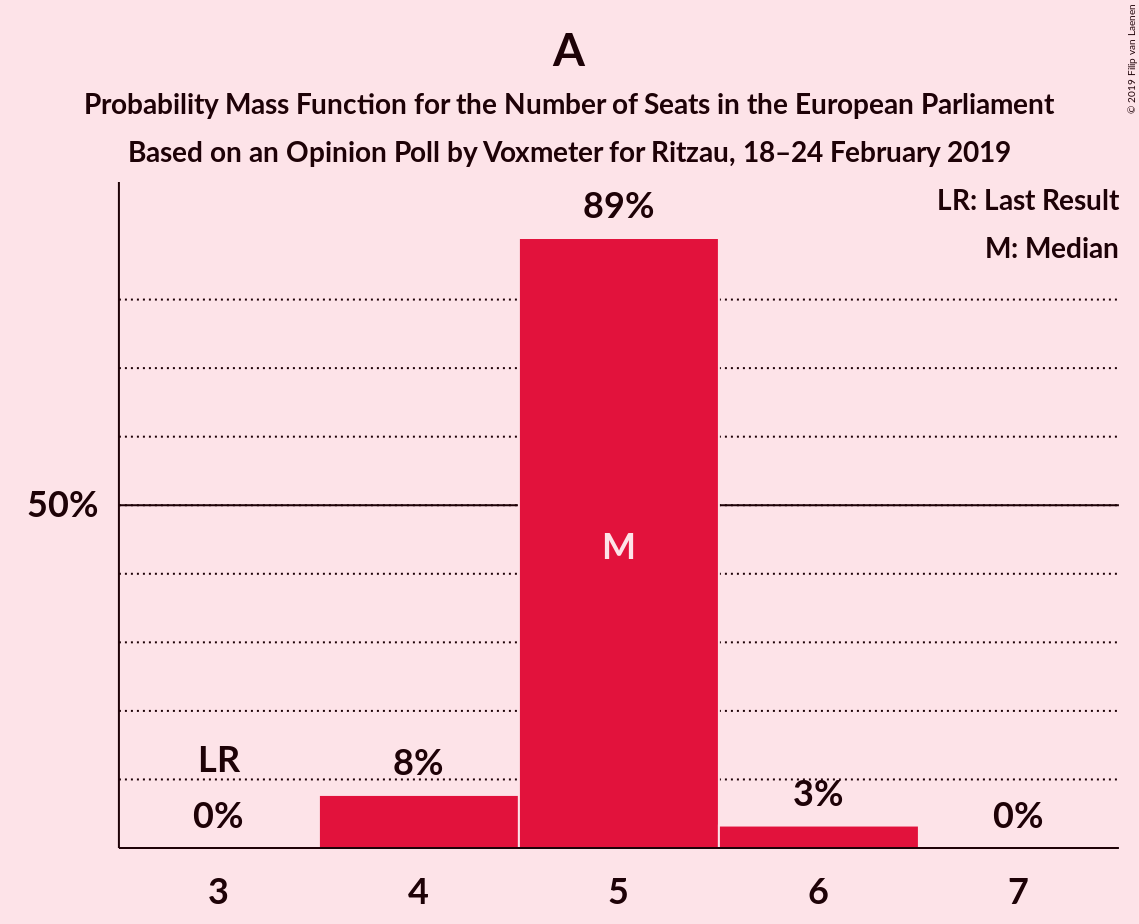 A
Probability Mass Function for the Number of Seats in the European Parliament
Based on an Opinion Poll by Voxmeter for Ritzau, 18–24 February 2019
© 2019 Filip van Laenen
LR: Last Result
M: Median
89%
50%
M
LR
8%
3%
0%
0%
3 4 5 6 7